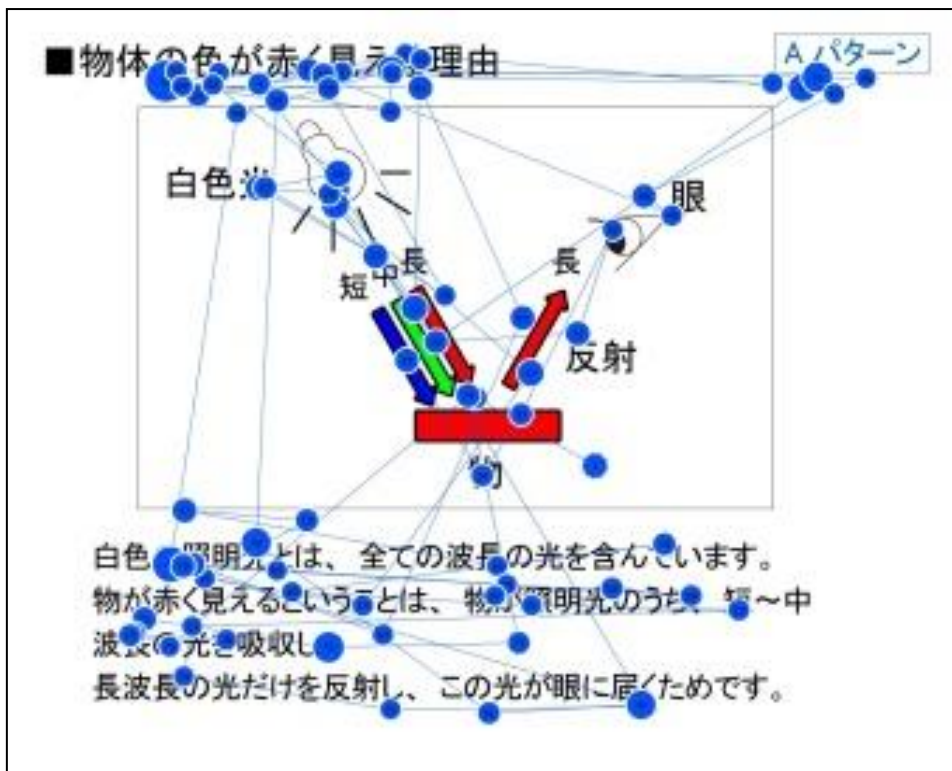 ■物体の色が赤く見える理由
A パターン
白色光
眼
短 中 長
長
反射
物
白色の照明光とは、全ての波長の光を含んでいます。
物が赤く見えるということは、物が照明光のうち、短～中
波長の光を吸収し
長波長の光だけを反射し、この光が眼に届くためです。